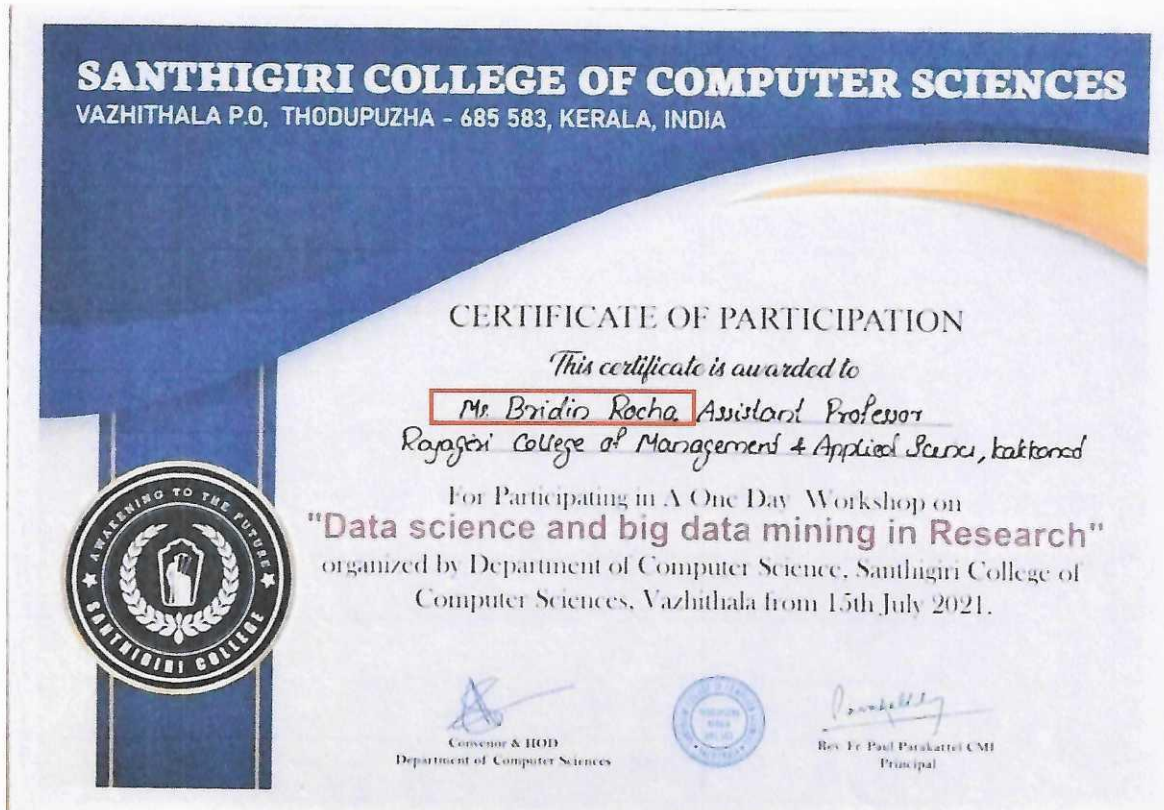 SANTHIGIRI COLLEGE OF COMPUTER SCIENCES
VAZHITHALA P.O, THODUPUZHA - 685 583, KERALA, INDIA
CERTIFICATE OF PARTICIPATION
This certificate is awarded to
Bridin Rocha Assistant Professor
Rajagiri College of Management & Applied
For Participating in A One Day Workshop on
"Data science and big data mining in Research"
organized by Department of Computer Science, Santhigiri College of
Computer Sciences, Vazhithala from 15th July 2021.
AWAKENING TO THE FUTURE
SANTHIGIRI COLLEGE
Convenor & HOD
Department of Computer Sciences
Rev. Fr. Paul Parakattel CMI
Principal